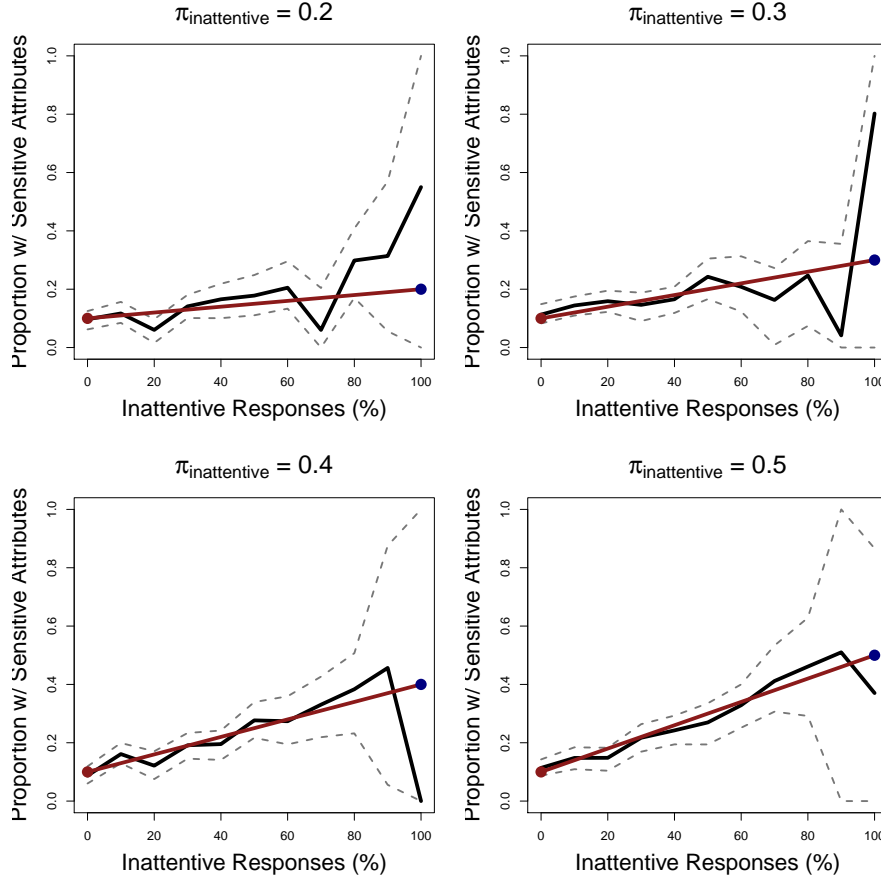 πinattentive = 0.2
Proportion w/ Sensitive Attributes
0.0 0.2 0.4 0.6 0.8 1.0
0 20 40 60 80 100
Inattentive Responses (%)
πinattentive = 0.3
Proportion w/ Sensitive Attributes
0.0 0.2 0.4 0.6 0.8 1.0
0 20 40 60 80 100
Inattentive Responses (%)
πinattentive = 0.4
Proportion w/ Sensitive Attributes
0.0 0.2 0.4 0.6 0.8 1.0
0 20 40 60 80 100
Inattentive Responses (%)
πinattentive = 0.5
Proportion w/ Sensitive Attributes
0.0 0.2 0.4 0.6 0.8 1.0
0 20 40 60 80 100
Inattentive Responses (%)